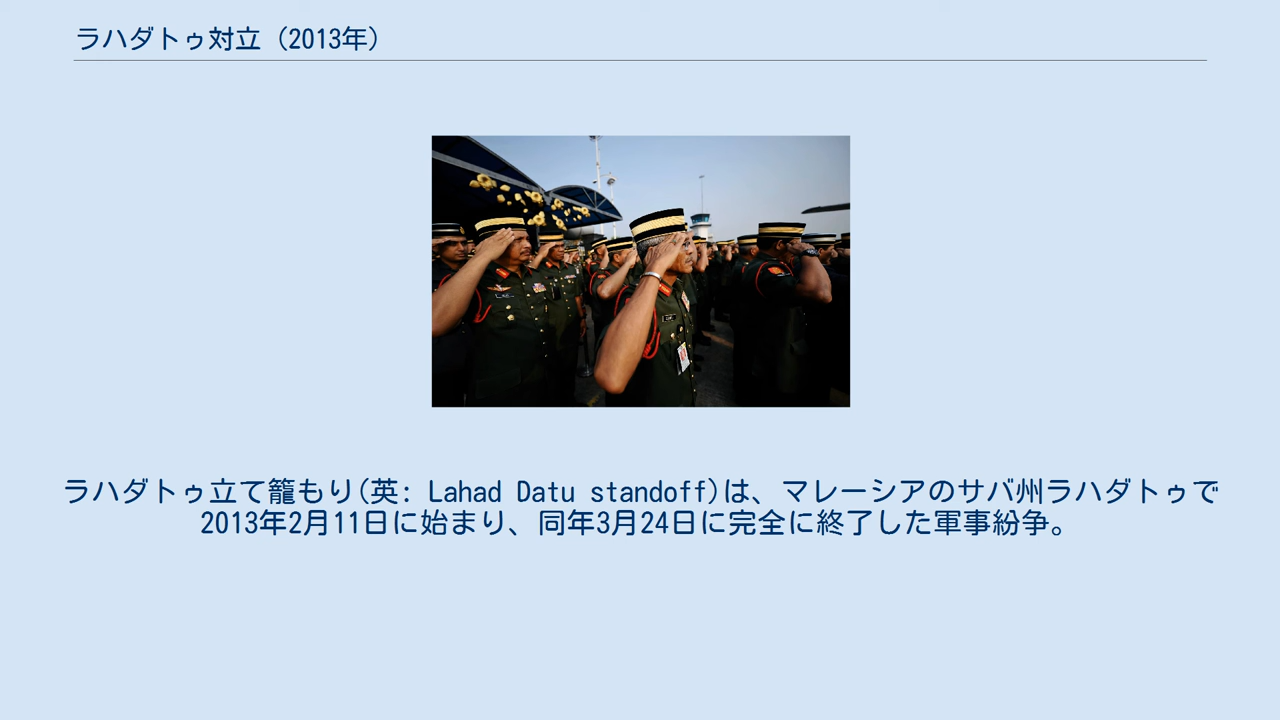 ラハダトゥ対立（2013年）
ラハダトゥ立て籠もり(英: Lahad Datu standoff)は、マレーシアのサバ州ラハダトゥで
2013年2月11日に始まり、同年3月24日に完全に終了した軍事紛争。